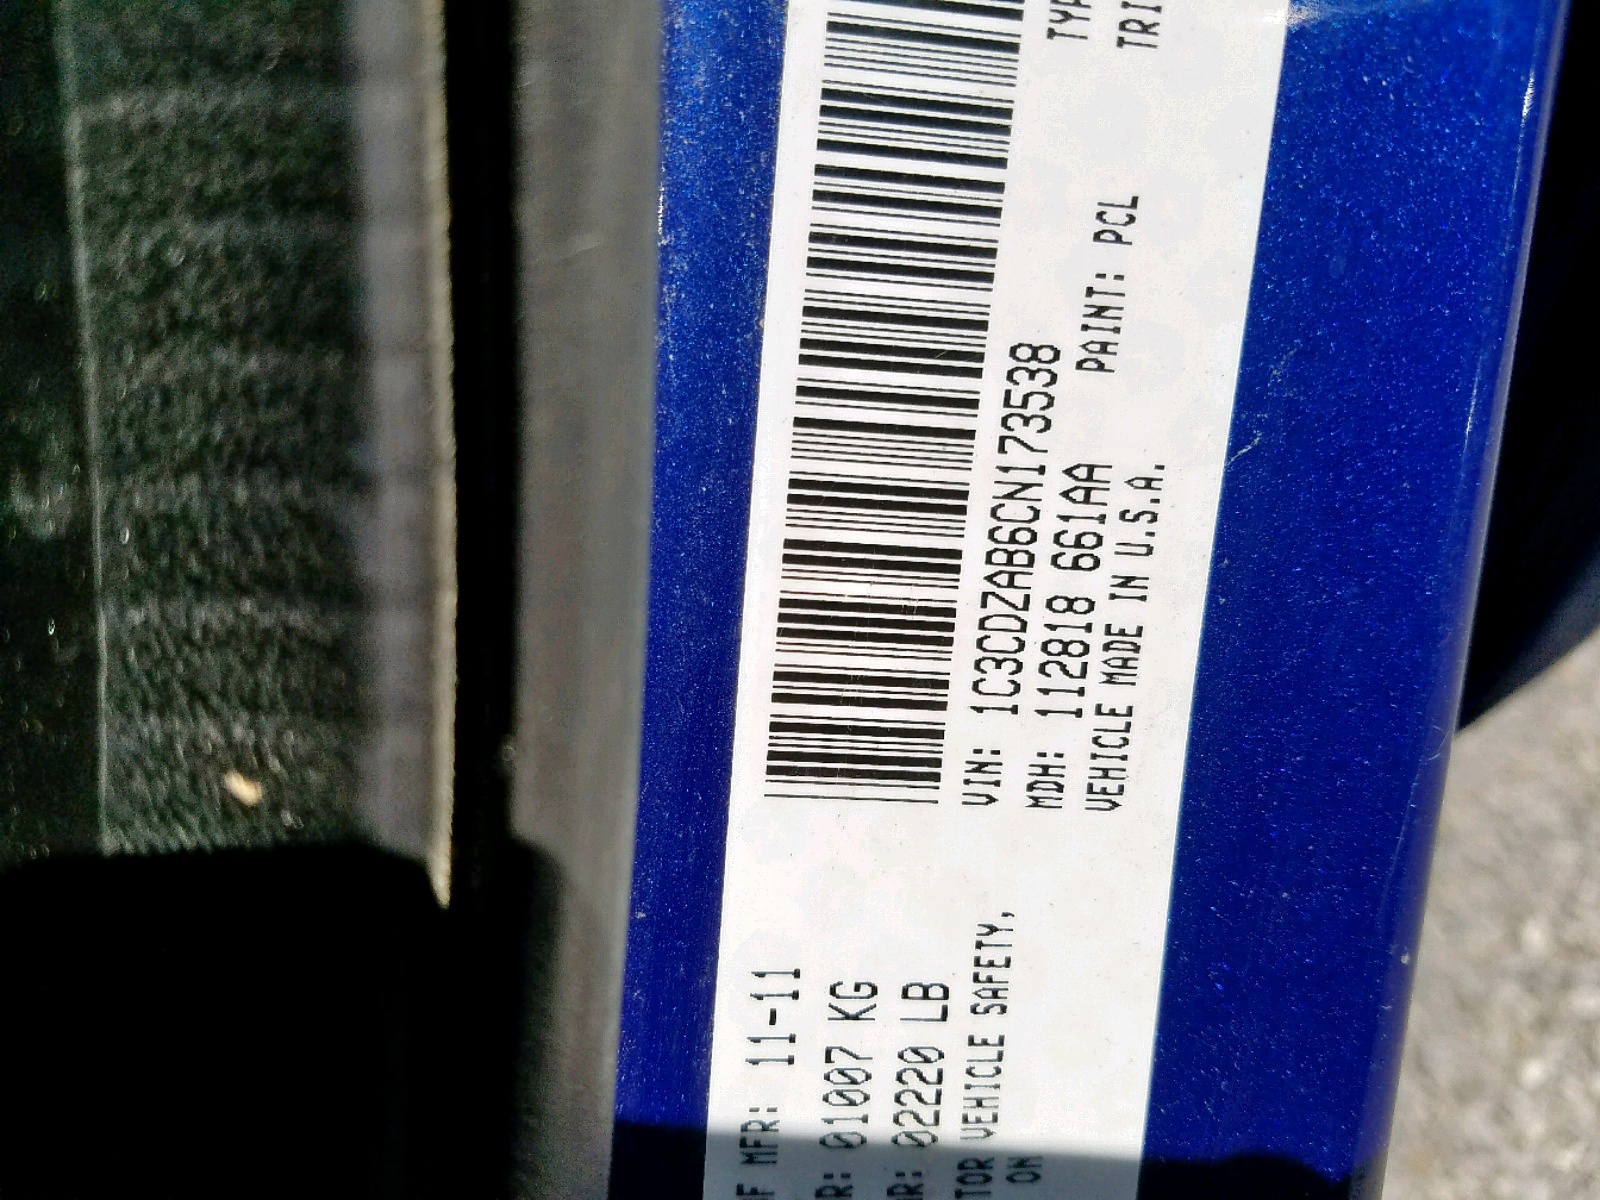 F MFR: 11-11
R: 01007 KG
R: 02220 LB
TOR VEHICLE SAFETY,
ON
VIN: 1C3CDZAB6CN173538
MDH: 112818 661AA PAINT: PCL
VEHICLE MADE IN U.S.A.
TYP
TRI